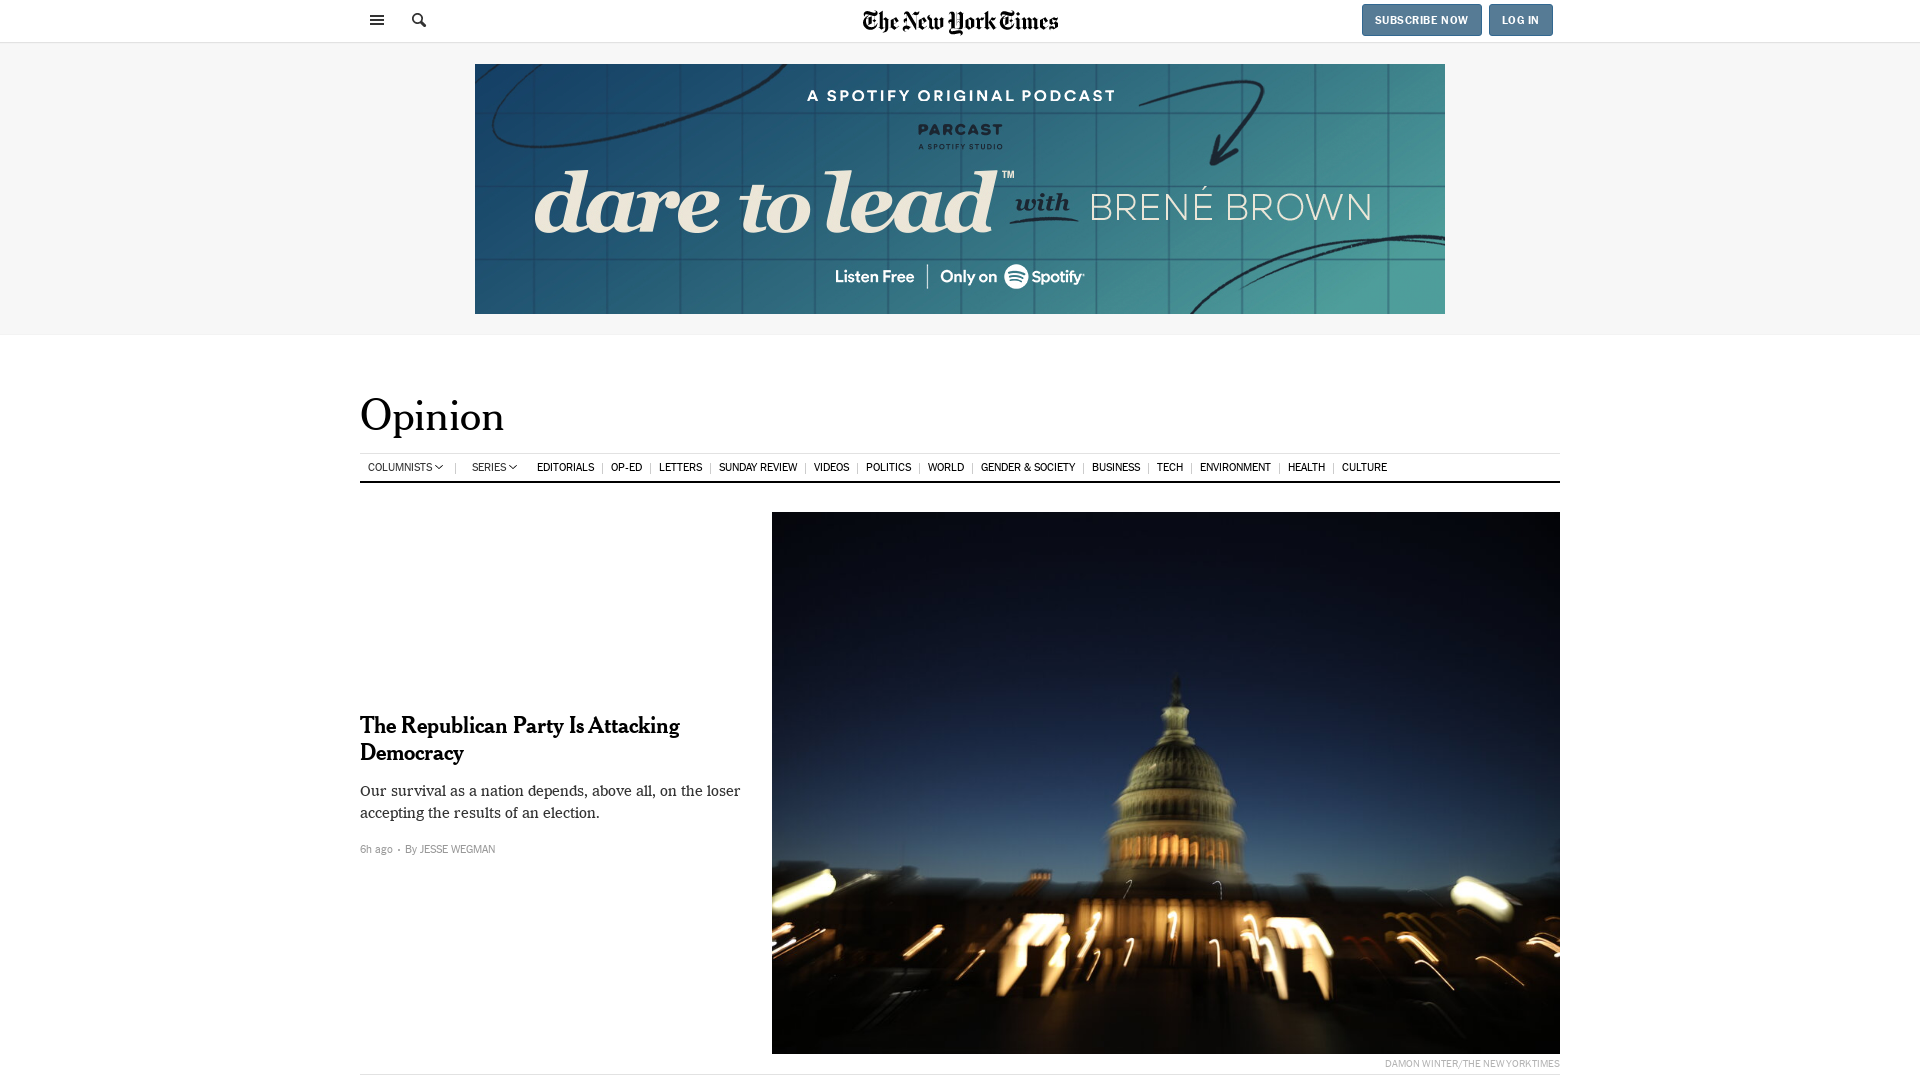 The New York Times
SUBSCRIBE NOW
LOG IN
A SPOTIFY ORIGINAL PODCAST
PARCAST
A SPOTIFY STUDIO
dare to lead™ with BRENÉ BROWN
Listen Free | Only on Spotify
Opinion
COLUMNISTS SERIES EDITORIALS OP-ED LETTERS SUNDAY REVIEW VIDEOS POLITICS WORLD GENDER & SOCIETY BUSINESS TECH ENVIRONMENT HEALTH CULTURE
The Republican Party Is Attacking
Democracy
Our survival as a nation depends, above all, on the loser
accepting the results of an election.
6h ago • By JESSE WEGMAN
DAMON WINTER/THE NEW YORK TIMES